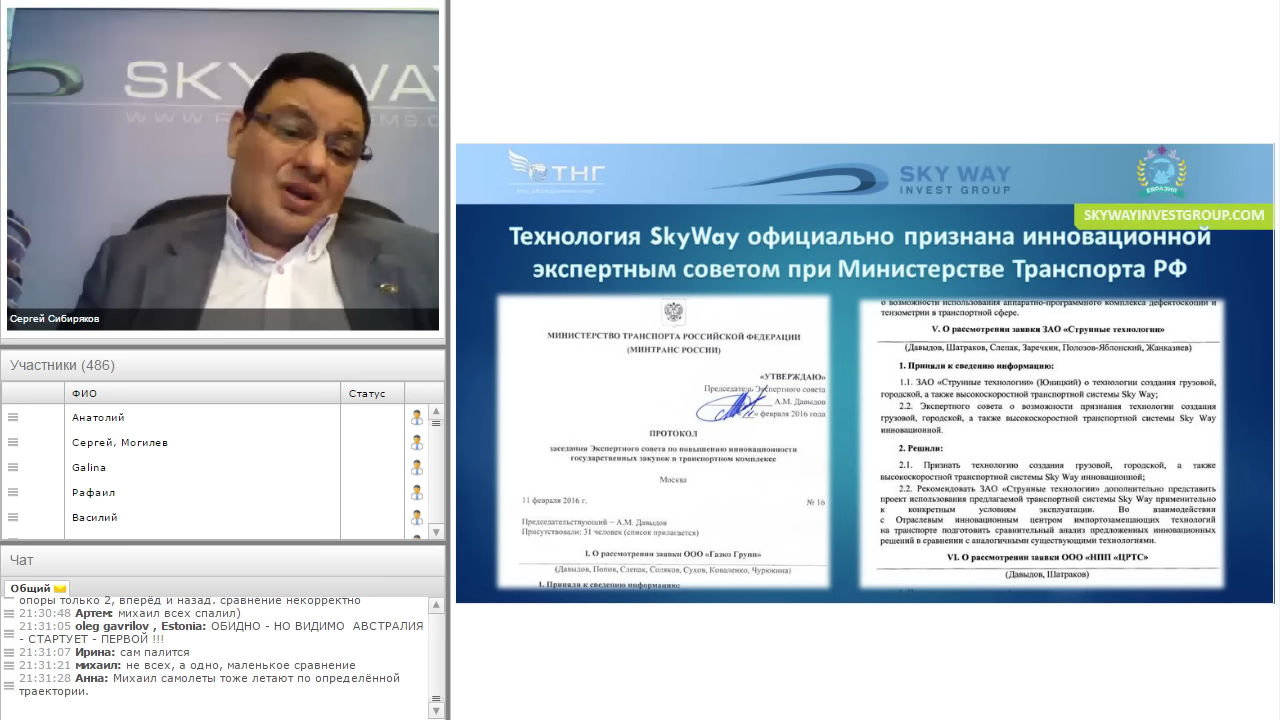 SKY WAY
Сергей Сибиряков
Участники (486)
ФИО
Статус
Анатолий
Сергей, Могилев
Galina
Рафаил
Василий
Чат
Общий
опоры только 2, вперёд и назад. сравнение некорректно
21:30:48 Артем: михаил всех спалил)
21:31:05 oleg gavrilov , Estonia: ОБИДНО - НО ВИДИМО АВСТРАЛИЯ
- СТАРТУЕТ - ПЕРВОЙ !!!
21:31:07 Ирина: сам палится
21:31:21 михаил: не всех, а одно, маленькое сравнение
21:31:28 Анна: Михаил самолеты тоже летают по определённой
траектории.
ТНГ
SKY WAY
INVEST GROUP
ЕВРАЗИЯ
SKYWAYINVESTGROUP.COM
Технология SkyWay официально признана инновационной
экспертным советом при Министерстве Транспорта РФ
МИНИСТЕРСТВО ТРАНСПОРТА РОССИЙСКОЙ ФЕДЕРАЦИИ
(МИНТРАНС РОССИИ)
«УТВЕРЖДАЮ»
Председатель Экспертного совета
А.М. Давыдов
» февраля 2016 года
ПРОТОКОЛ
заседания Экспертного совета по повышению инновационности
государственных закупок в транспортном комплексе
Москва
11 февраля 2016 г.
№ 16
Председательствующий – А.М. Давыдов
Присутствовали: 31 человек (список прилагается)
I. О рассмотрении заявки ООО «Газко Групп»
(Давыдов, Попов, Слепак, Соляков, Сухов, Коваленко, Чурюкина)
1. Приняли к сведению информацию:
о возможности использования аппаратно-программного комплекса дефектоскопии и
тензометрии в транспортной сфере.
V. О рассмотрении заявки ЗАО «Струнные технологии»
(Давыдов, Шатраков, Слепак, Заречкин, Полозов-Яблонский, Жанказиев)
1. Приняли к сведению информацию:
1.1. ЗАО «Струнные технологии» (Юницкий) о технологии создания грузовой,
городской, а также высокоскоростной транспортной системы Sky Way;
2.2. Экспертного совета о возможности признания технологии создания
грузовой, городской, а также высокоскоростной транспортной системы Sky Way
инновационной.
2. Решили:
2.1. Признать технологию создания грузовой, городской, а также
высокоскоростной транспортной системы Sky Way инновационной;
2.2. Рекомендовать ЗАО «Струнные технологии» дополнительно представить
проект использования предлагаемой транспортной системы Sky Way применительно
к конкретным условиям эксплуатации. Во взаимодействии
с Отраслевым инновационным центром импортозамещающих технологий
на транспорте подготовить сравнительный анализ предложенных инновационных
решений в сравнении с аналогичными существующими технологиями.
VI. О рассмотрении заявки ООО «НПП «ЦРТС»
(Давыдов, Шатраков)